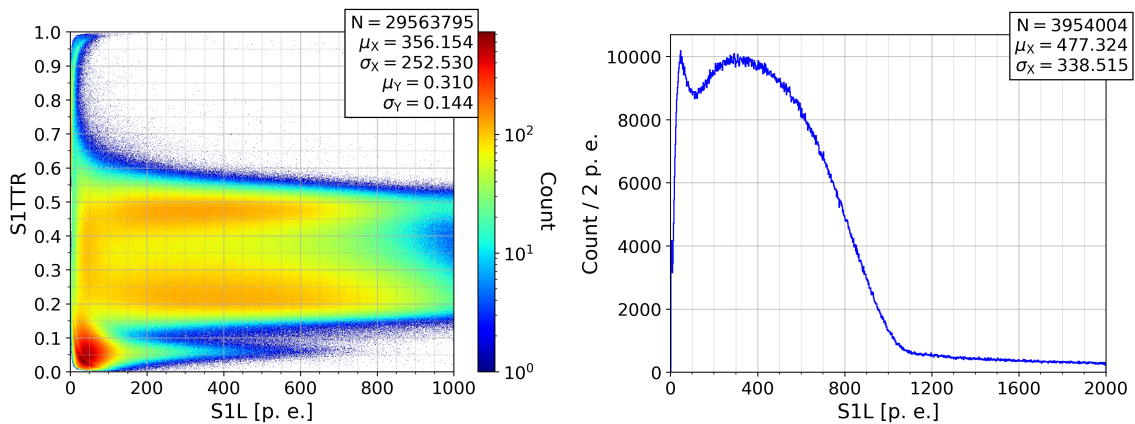 N = 29563795
μX = 356.154
σX = 252.530
μY = 0.310
σY = 0.144
1.0
0.9
0.8
0.7
0.6
0.5
0.4
0.3
0.2
0.1
0.0
S1TTR
0 200 400 600 800 1000
S1L [p. e.]
10²
10¹
10⁰
Count
N = 3954004
μX = 477.324
σX = 338.515
10000
8000
6000
4000
2000
0
Count / 2 p. e.
0 400 800 1200 1600 2000
S1L [p. e.]